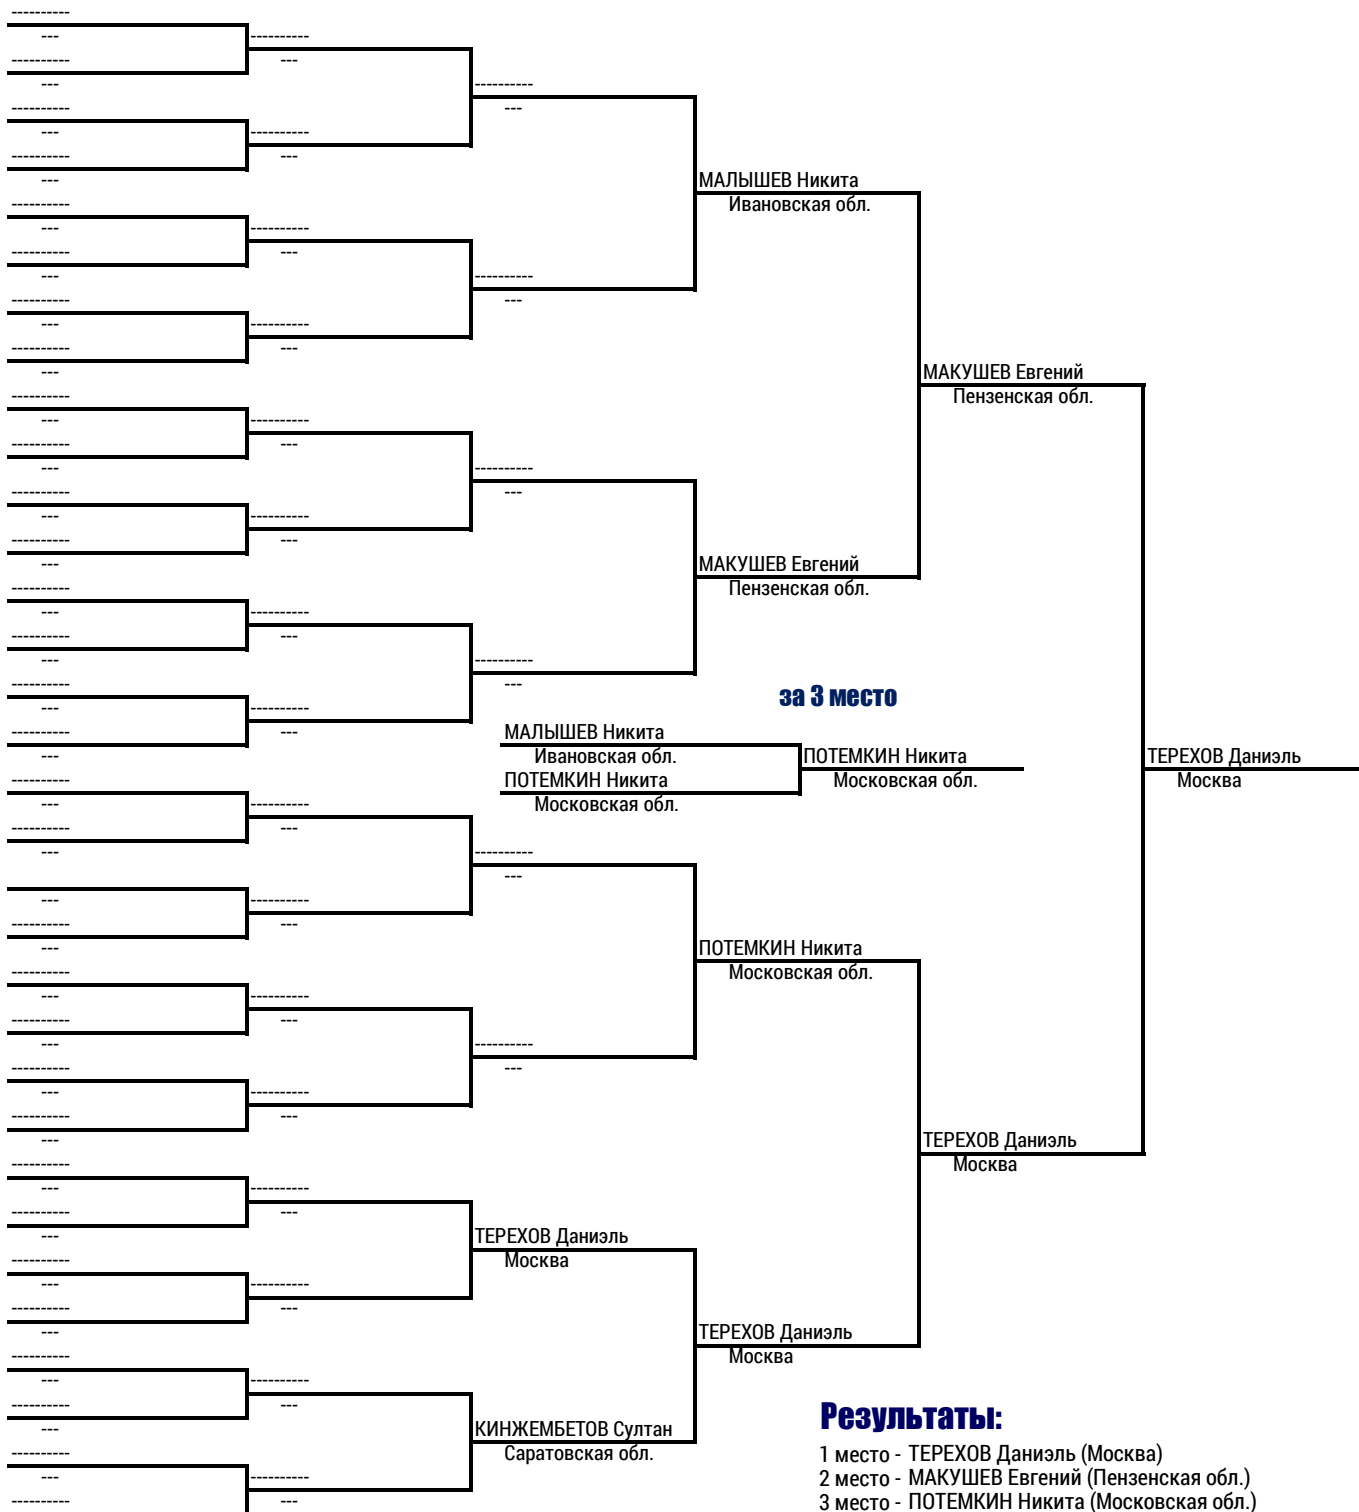 МАЛЫШЕВ Никита
Ивановская обл.
МАКУШЕВ Евгений
Пензенская обл.
МАКУШЕВ Евгений
Пензенская обл.
за 3 место
МАЛЫШЕВ Никита
Ивановская обл.
ПОТЕМКИН Никита
Московская обл.
ПОТЕМКИН Никита
Московская обл.
ТЕРЕХОВ Даниэль
Москва
ПОТЕМКИН Никита
Московская обл.
ТЕРЕХОВ Даниэль
Москва
ТЕРЕХОВ Даниэль
Москва
ТЕРЕХОВ Даниэль
Москва
КИНЖЕМБЕТОВ Султан
Саратовская обл.
Результаты:
1 место - ТЕРЕХОВ Даниэль (Москва)
2 место - МАКУШЕВ Евгений (Пензенская обл.)
3 место - ПОТЕМКИН Никита (Московская обл.)